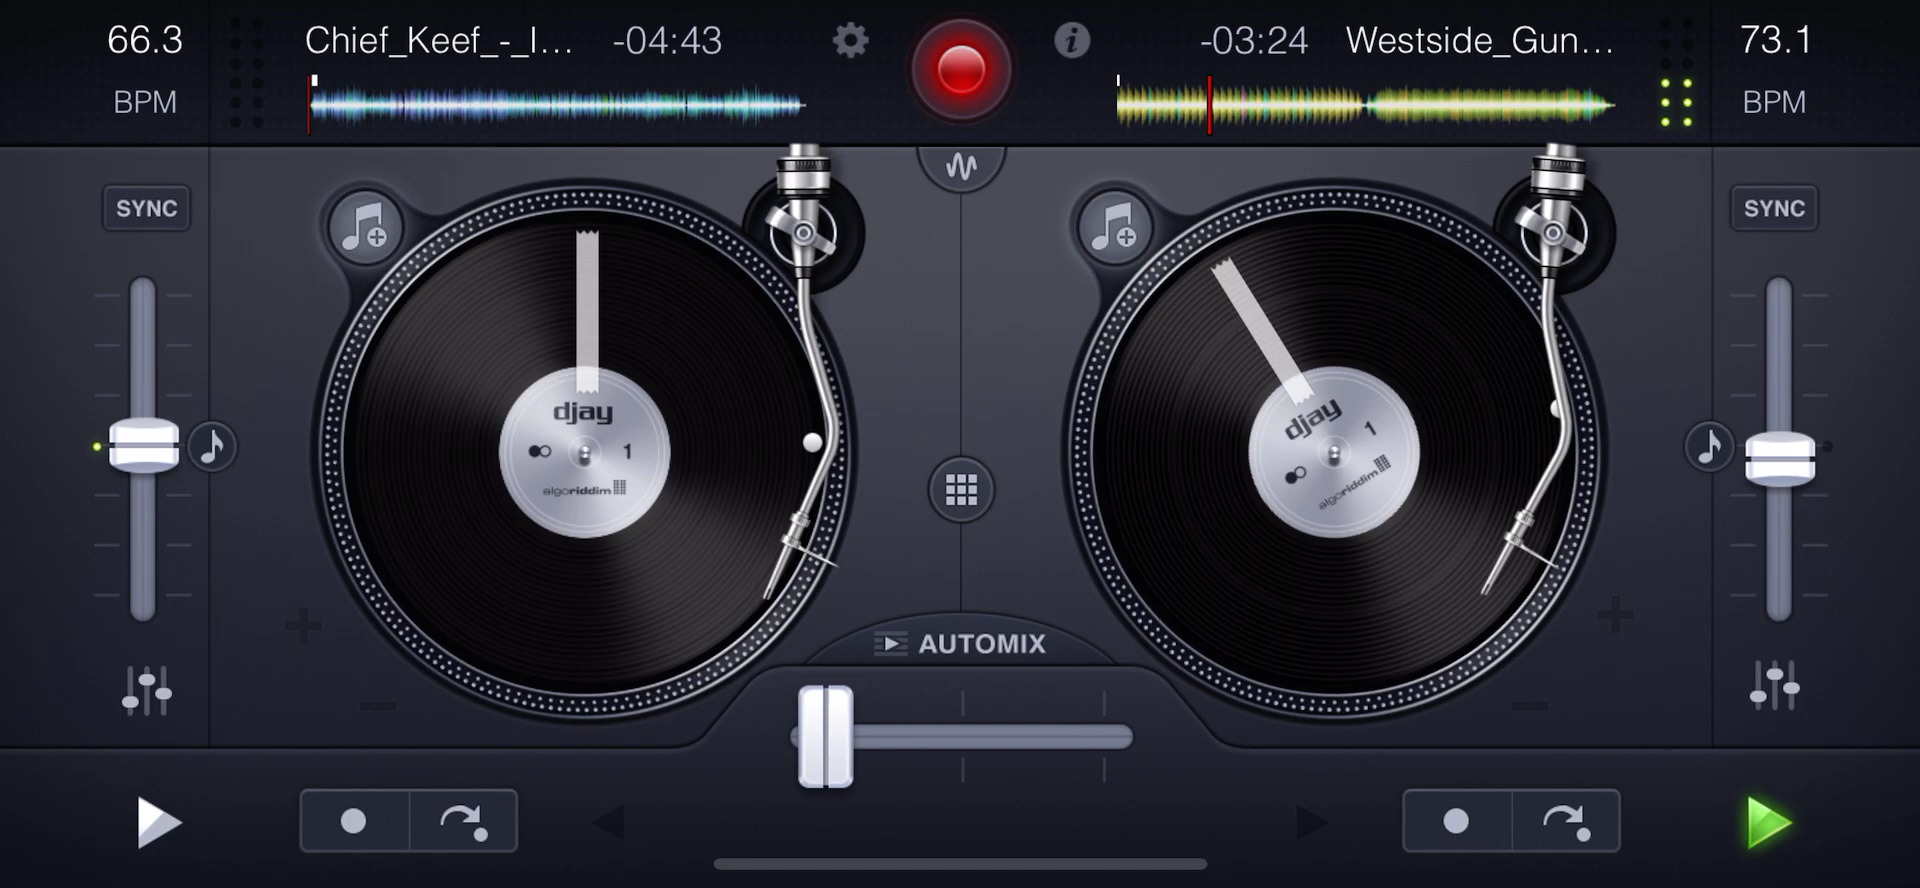 66.3
BPM
Chief_Keef_-_I...
-04:43
-03:24
Westside_Gun...
73.1
BPM
SYNC
SYNC
djay
1
algoriddim
djay
1
algoriddim
AUTOMIX